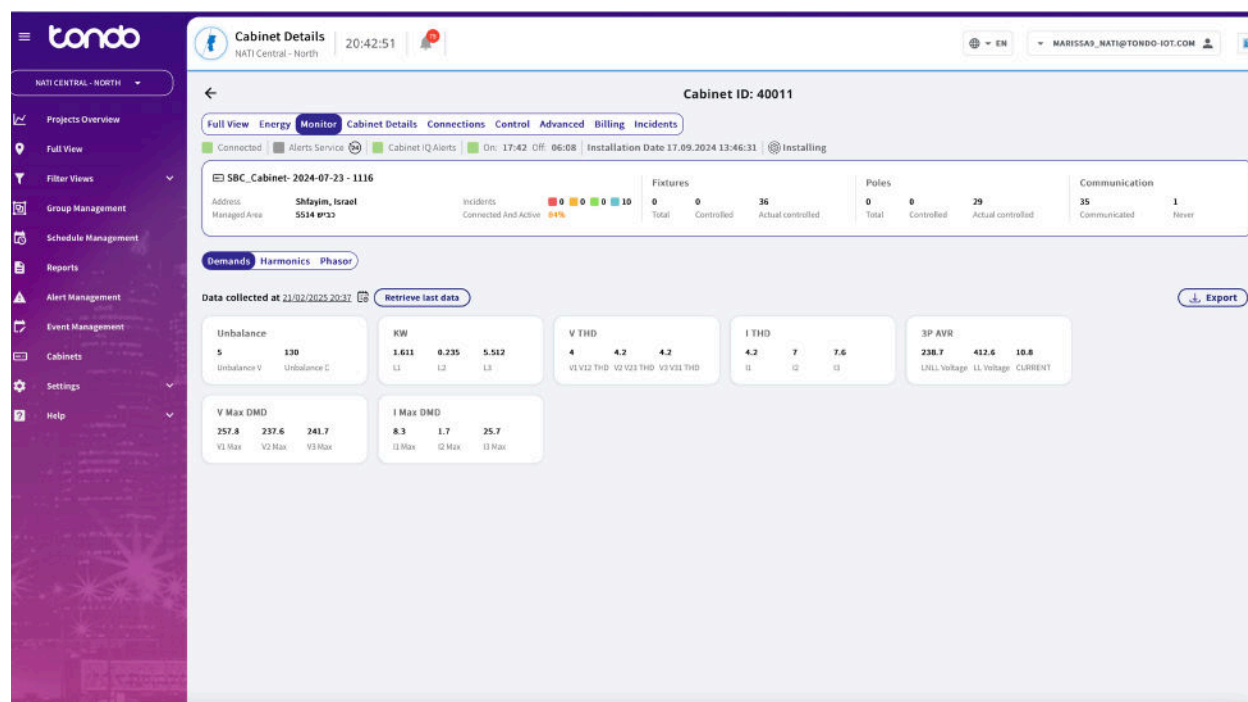 tondo
Cabinet Details
NATI Central - North
20:42:51
EN
MARISSA9_NATI@TONDO-IOT.COM
NATI CENTRAL - NORTH
Projects Overview
Full View
Filter Views
Group Management
Schedule Management
Reports
Alert Management
Event Management
Cabinets
Settings
Help
Cabinet ID: 40011
Full View Energy Monitor Cabinet Details Connections Control Advanced Billing Incidents
Connected Alerts Service 24 Cabinet IQ Alerts On: 17:42 Off: 06:08 Installation Date 17.09.2024 13:46:31 Installing
SBC_Cabinet- 2024-07-23 - 1116
Address Shfayim, Israel
Managed Area כביש 5514
Incidents 0 0 0 10
Connected And Active 84%
Fixtures
0 0 36
Total Controlled Actual controlled
Poles
0 0 29
Total Controlled Actual controlled
Communication
35 1
Communicated Never
Demands Harmonics Phasor
Data collected at 21/02/2025 20:37 Retrieve last data
Export
Unbalance
5 130
Unbalance V Unbalance C
KW
1.611 0.235 5.512
L1 L2 L3
V THD
4 4.2 4.2
V1 V12 THD V2 V23 THD V3 V31 THD
I THD
4.2 7 7.6
I1 I2 I3
3P AVR
238.7 412.6 10.8
LNLL Voltage LL Voltage CURRENT
V Max DMD
257.8 237.6 241.7
V1 Max V2 Max V3 Max
I Max DMD
8.3 1.7 25.7
I1 Max I2 Max I3 Max